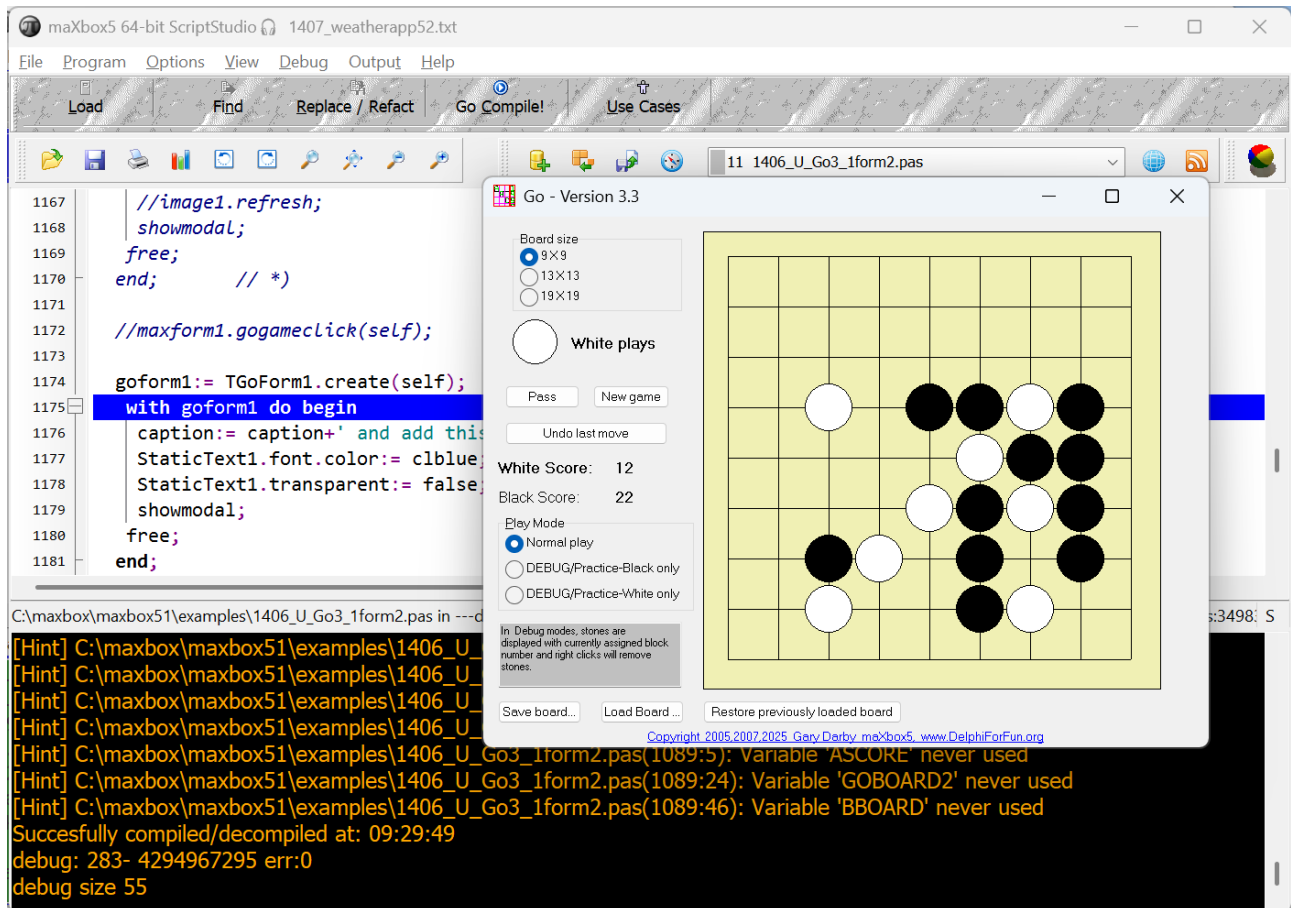 maXbox5 64-bit ScriptStudio 1407_weatherapp52.txt
File Program Options View Debug Output Help
Load Find Replace / Refact Go Compile! Use Cases
11 1406_U_Go3_1form2.pas
1167 //image1.refresh;
1168 showmodal;
1169 free;
1170 end; // *)
1171
1172 //maxform1.gogameclick(self);
1173
1174 goform1:= TGoForm1.create(self);
1175 with goform1 do begin
1176 caption:= caption+' and add this
1177 StaticText1.font.color:= clblue;
1178 StaticText1.transparent:= false;
1179 showmodal;
1180 free;
1181 end;
Go - Version 3.3
Board size
9X9
13X13
19X19
White plays
Pass New game
Undo last move
White Score: 12
Black Score: 22
Play Mode
Normal play
DEBUG/Practice-Black only
DEBUG/Practice-White only
In Debug modes, stones are
displayed with currently assigned block
number and right clicks will remove
stones.
Save board... Load Board ... Restore previously loaded board
Copyright 2005,2007,2025 Gary Darby maXbox5, www.DelphiForFun.org
C:\maxbox\maxbox51\examples\1406_U_Go3_1form2.pas in ---d s:3498: S
[Hint] C:\maxbox\maxbox51\examples\1406_U_
[Hint] C:\maxbox\maxbox51\examples\1406_U_
[Hint] C:\maxbox\maxbox51\examples\1406_U_
[Hint] C:\maxbox\maxbox51\examples\1406_U_
[Hint] C:\maxbox\maxbox51\examples\1406_U_Go3_1form2.pas(1089:5): Variable 'ASCORE' never used
[Hint] C:\maxbox\maxbox51\examples\1406_U_Go3_1form2.pas(1089:24): Variable 'GOBOARD2' never used
[Hint] C:\maxbox\maxbox51\examples\1406_U_Go3_1form2.pas(1089:46): Variable 'BBOARD' never used
Succesfully compiled/decompiled at: 09:29:49
debug: 283- 4294967295 err:0
debug size 55